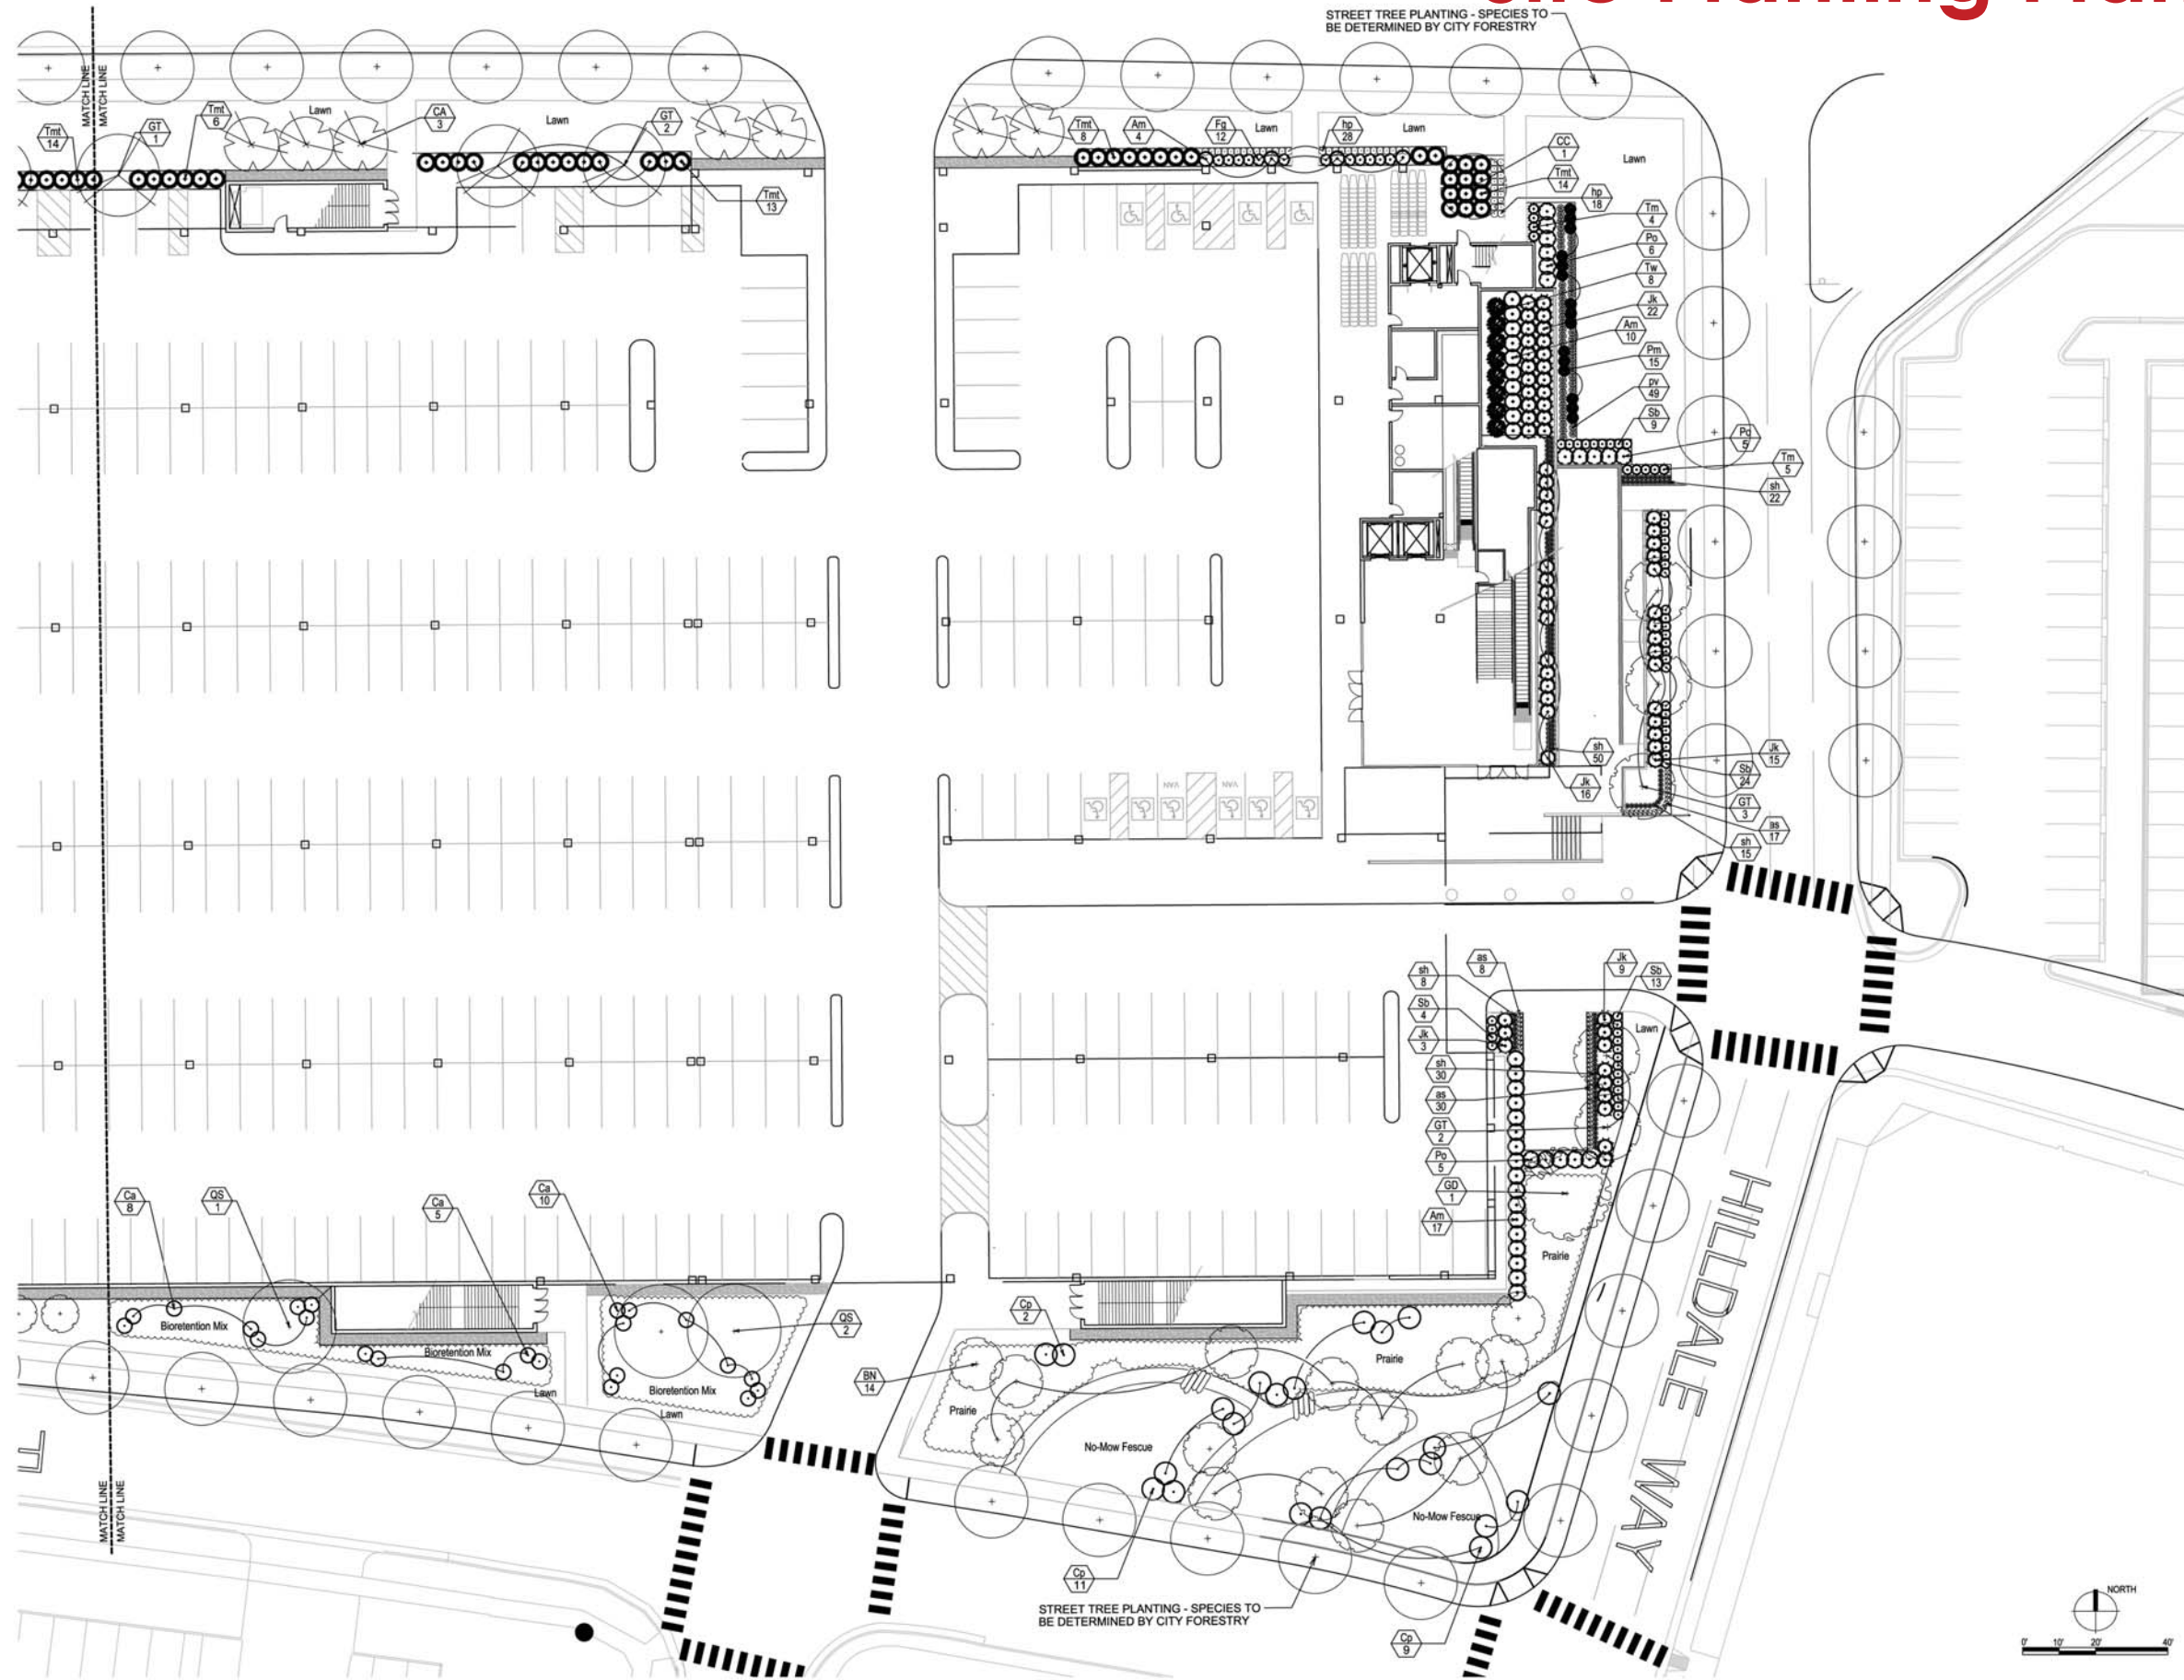 STREET TREE PLANTING - SPECIES TO
BE DETERMINED BY CITY FORESTRY
MATCH LINE
MATCH LINE
Tmt
14
GT
1
Tmt
6
Lawn
CA
3
Lawn
GT
2
Tmt
13
Tmt
8
Am
4
Fg
12
Lawn
hp
28
Lawn
CC
1
Tmt
14
hp
18
Lawn
Tm
4
Po
6
Tw
8
Jk
22
Am
10
Pm
15
pv
49
Sb
9
Po
5
Tm
5
sh
22
sh
50
Jk
16
Jk
15
Sb
24
GT
3
as
17
sh
15
VAN
VAN
sh
8
as
8
Jk
9
Sb
13
Sb
4
Jk
3
Lawn
sh
30
as
30
GT
2
Po
5
GD
1
Am
17
Prairie
Ca
8
QS
1
Ca
5
Ca
10
Bioretention Mix
Bioretention Mix
Lawn
Bioretention Mix
Lawn
QS
2
BN
14
Cp
2
Prairie
Prairie
No-Mow Fescue
No-Mow Fescue
HILLDALE WAY
MATCH LINE
MATCH LINE
Cp
11
STREET TREE PLANTING - SPECIES TO
BE DETERMINED BY CITY FORESTRY
Cp
9
NORTH
0' 10' 20' 40'